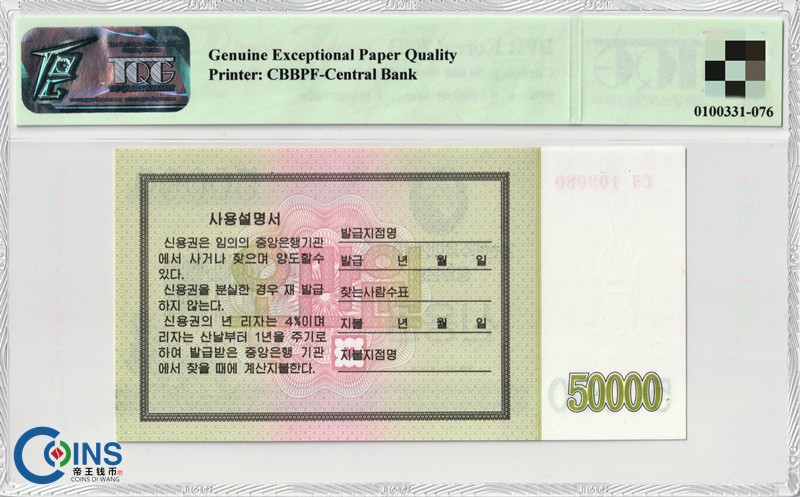 Genuine Exceptional Paper Quality
Printer: CBBPF-Central Bank
TQG
0100331-076
사용설명서
신용권은 임의의 중앙은행기관
에서 사거나 찾으며 양도할수
있다.
신용권을 분실한 경우 재 발급
하지 않는다.
신용권의 년 리자는 4%이며
리자는 산날부터 1년을 주기로
하여 발급받은 중앙은행 기관
에서 찾을 때에 계산지불한다.
발급지점명
발급 년 월 일
찾는사람수표
지불 년 월 일
지불지점명
50000
COINS
帝王钱币
COINS DI WANG